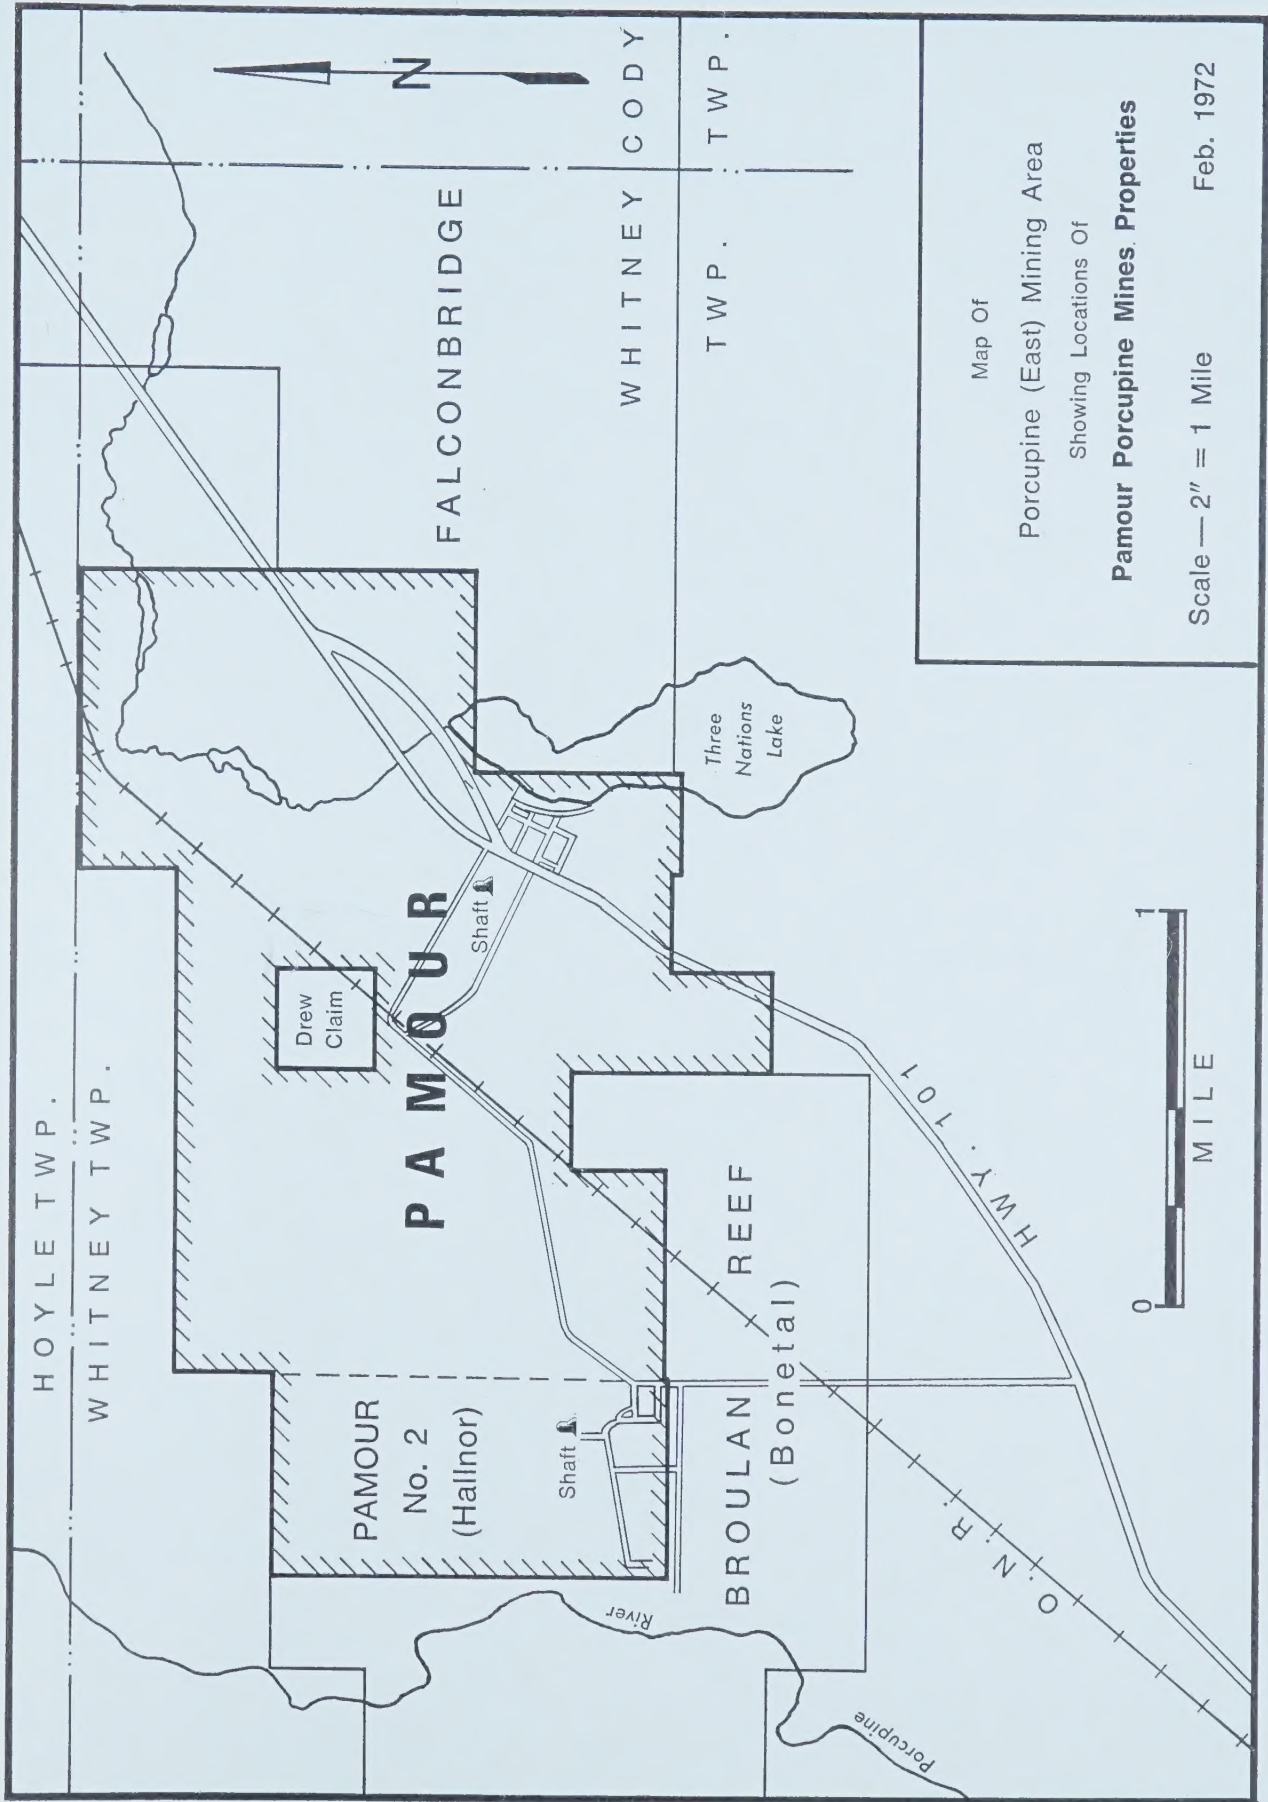 HOYLE TWP.
WHITNEY TWP.
PAMOUR
No. 2
(Hallnor)
Shaft
Drew
Claim
PAMOUR
Shaft
FALCONBRIDGE
N
WHITNEY CODY
TWP. TWP.
Three
Nations
Lake
BROULAN REEF
(Bonetal)
River
Porcupine
O.N.R.
HWY. 101
0 1
MILE
Map Of
Porcupine (East) Mining Area
Showing Locations Of
Pamour Porcupine Mines Properties
Scale — 2" = 1 Mile Feb. 1972